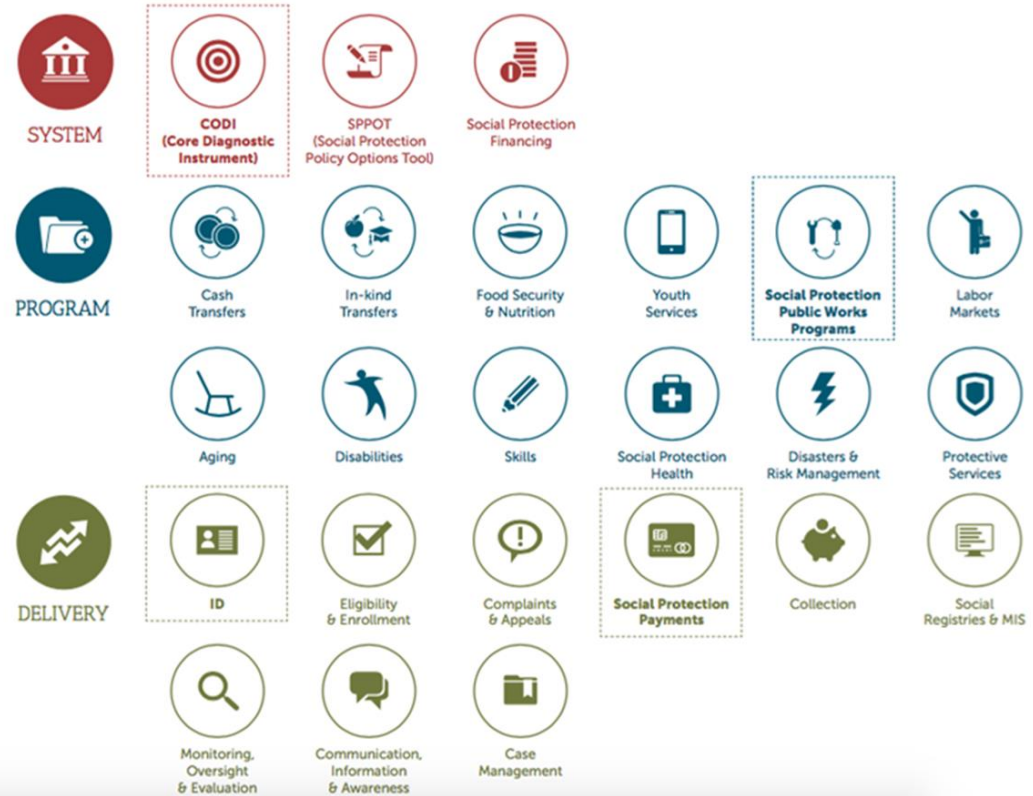 SYSTEM
CODI
(Core Diagnostic
Instrument)
SPPOT
(Social Protection
Policy Options Tool)
Social Protection
Financing
PROGRAM
Cash
Transfers
In-kind
Transfers
Food Security
& Nutrition
Youth
Services
Social Protection
Public Works
Programs
Labor
Markets
Aging
Disabilities
Skills
Social Protection
Health
Disasters &
Risk Management
Protective
Services
DELIVERY
ID
Eligibility
& Enrollment
Complaints
& Appeals
Social Protection
Payments
Collection
Social
Registries & MIS
Monitoring,
Oversight
& Evaluation
Communication,
Information
& Awareness
Case
Management